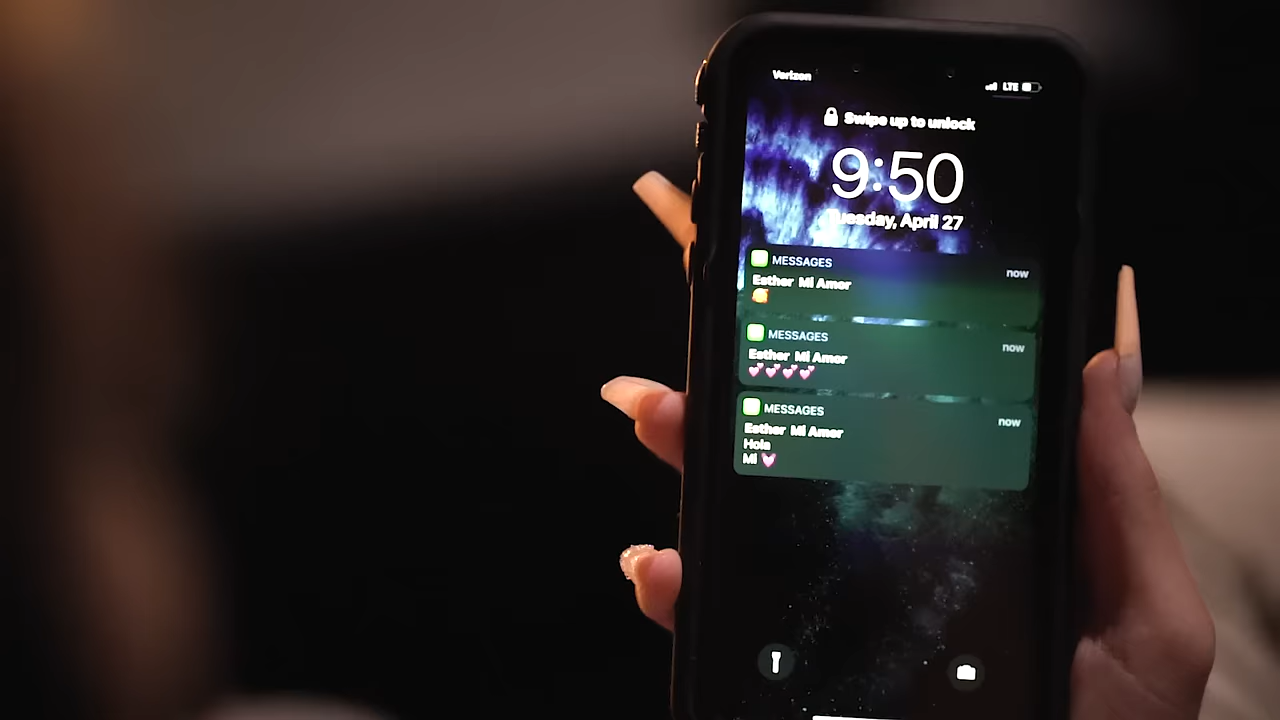 Verizon
LTE
Swipe up to unlock
9:50
Tuesday, April 27
MESSAGES
now
Esther Mi Amor
🥰
MESSAGES
now
Esther Mi Amor
💕💕💕💕
MESSAGES
now
Esther Mi Amor
Hola
Mi 💓